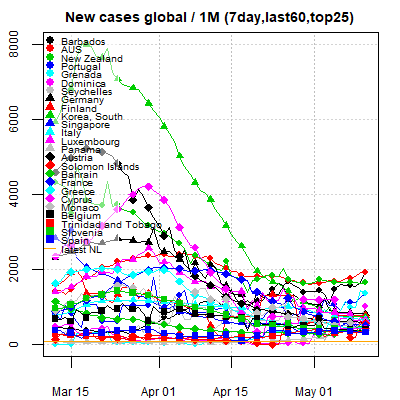 New cases global / 1M (7day,last60,top25)
8000
6000
4000
2000
0
Barbados
AUS
New Zealand
Portugal
Grenada
Dominica
Seychelles
Germany
Finland
Korea, South
Singapore
Italy
Luxembourg
Panama
Austria
Solomon Islands
Bahrain
France
Greece
Cyprus
Monaco
Belgium
Trinidad and Tobago
Slovenia
Spain
latest NL
Mar 15
Apr 01
Apr 15
May 01